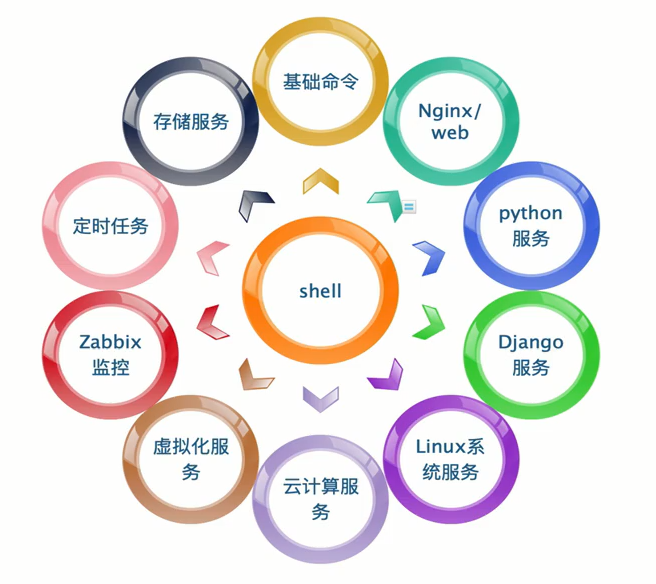 基础命令
Nginx/
web
python
服务
Django
服务
Linux系
统服务
云计算服
务
虚拟化服
务
Zabbix
监控
定时任务
存储服务
shell